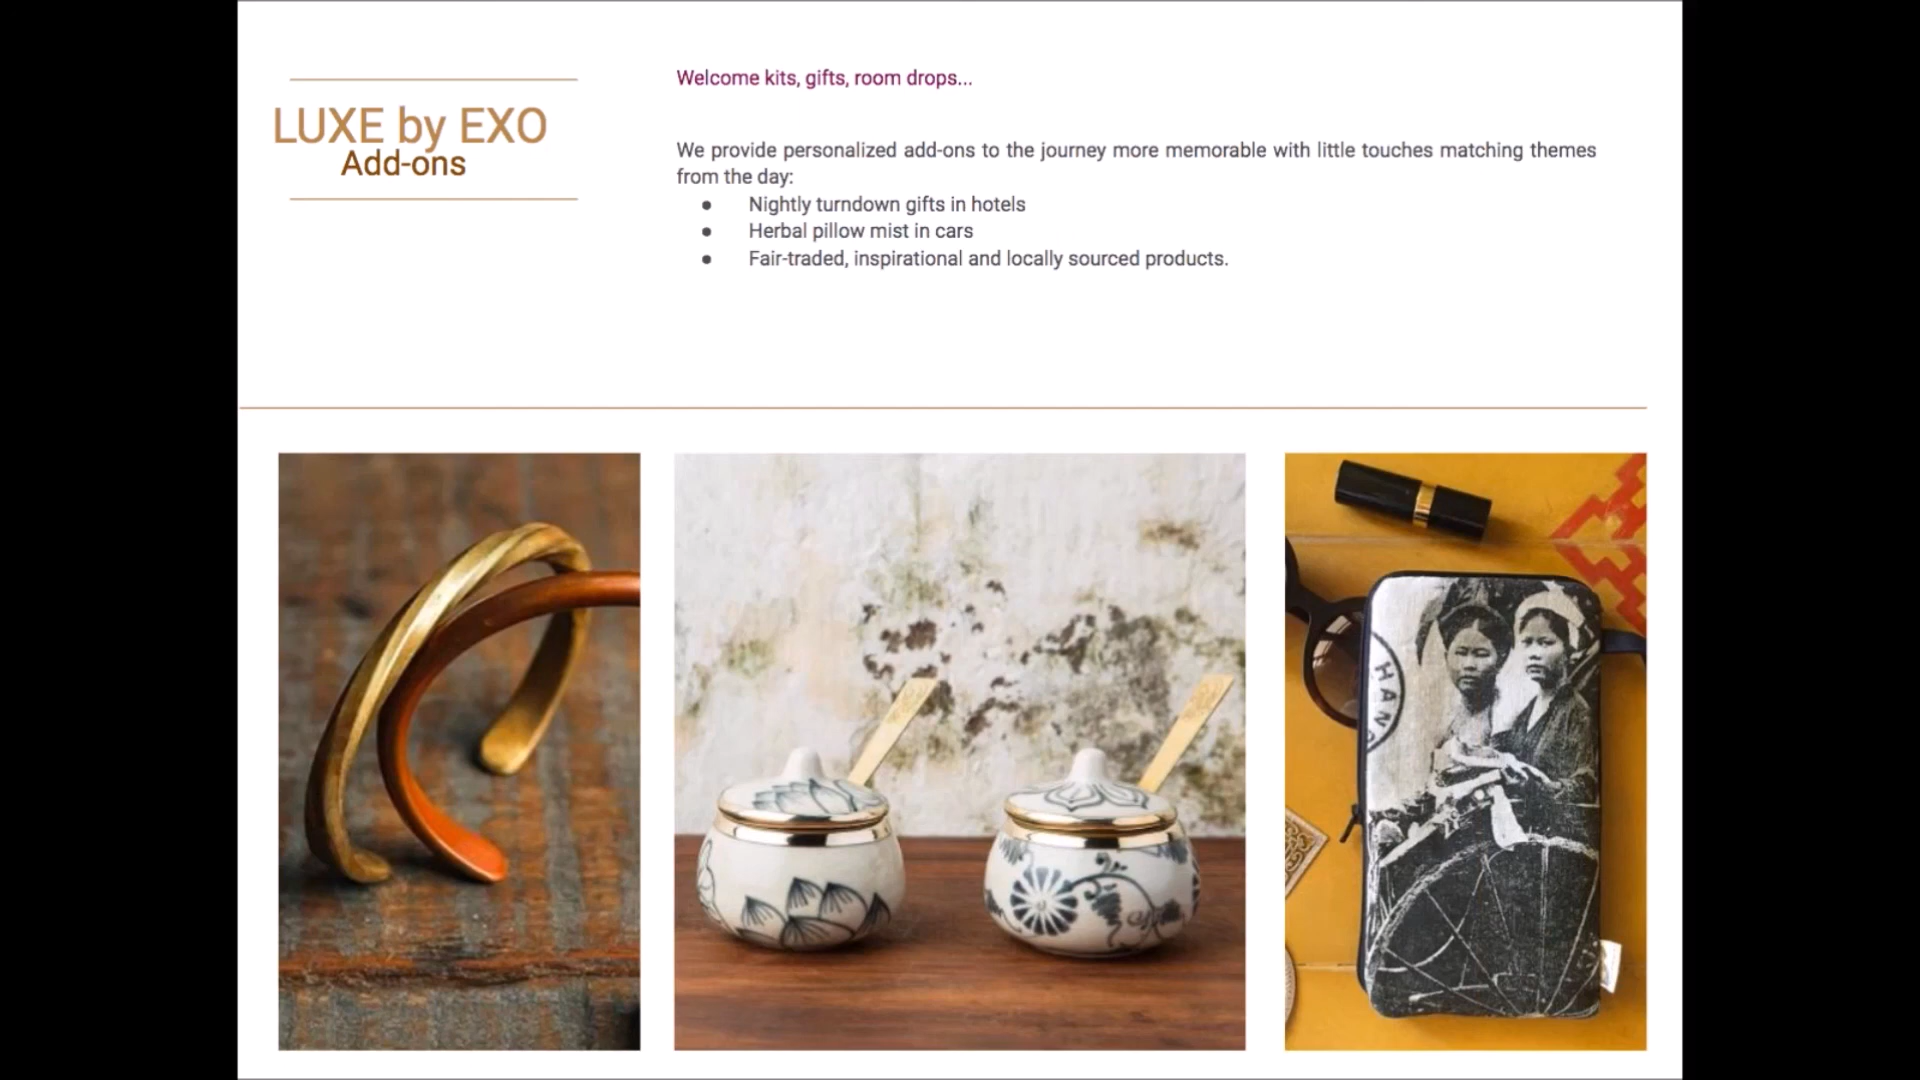 LUXE by EXO
Add-ons
Welcome kits, gifts, room drops...
We provide personalized add-ons to the journey more memorable with little touches matching themes
from the day:
● Nightly turndown gifts in hotels
● Herbal pillow mist in cars
● Fair-traded, inspirational and locally sourced products.
HANO